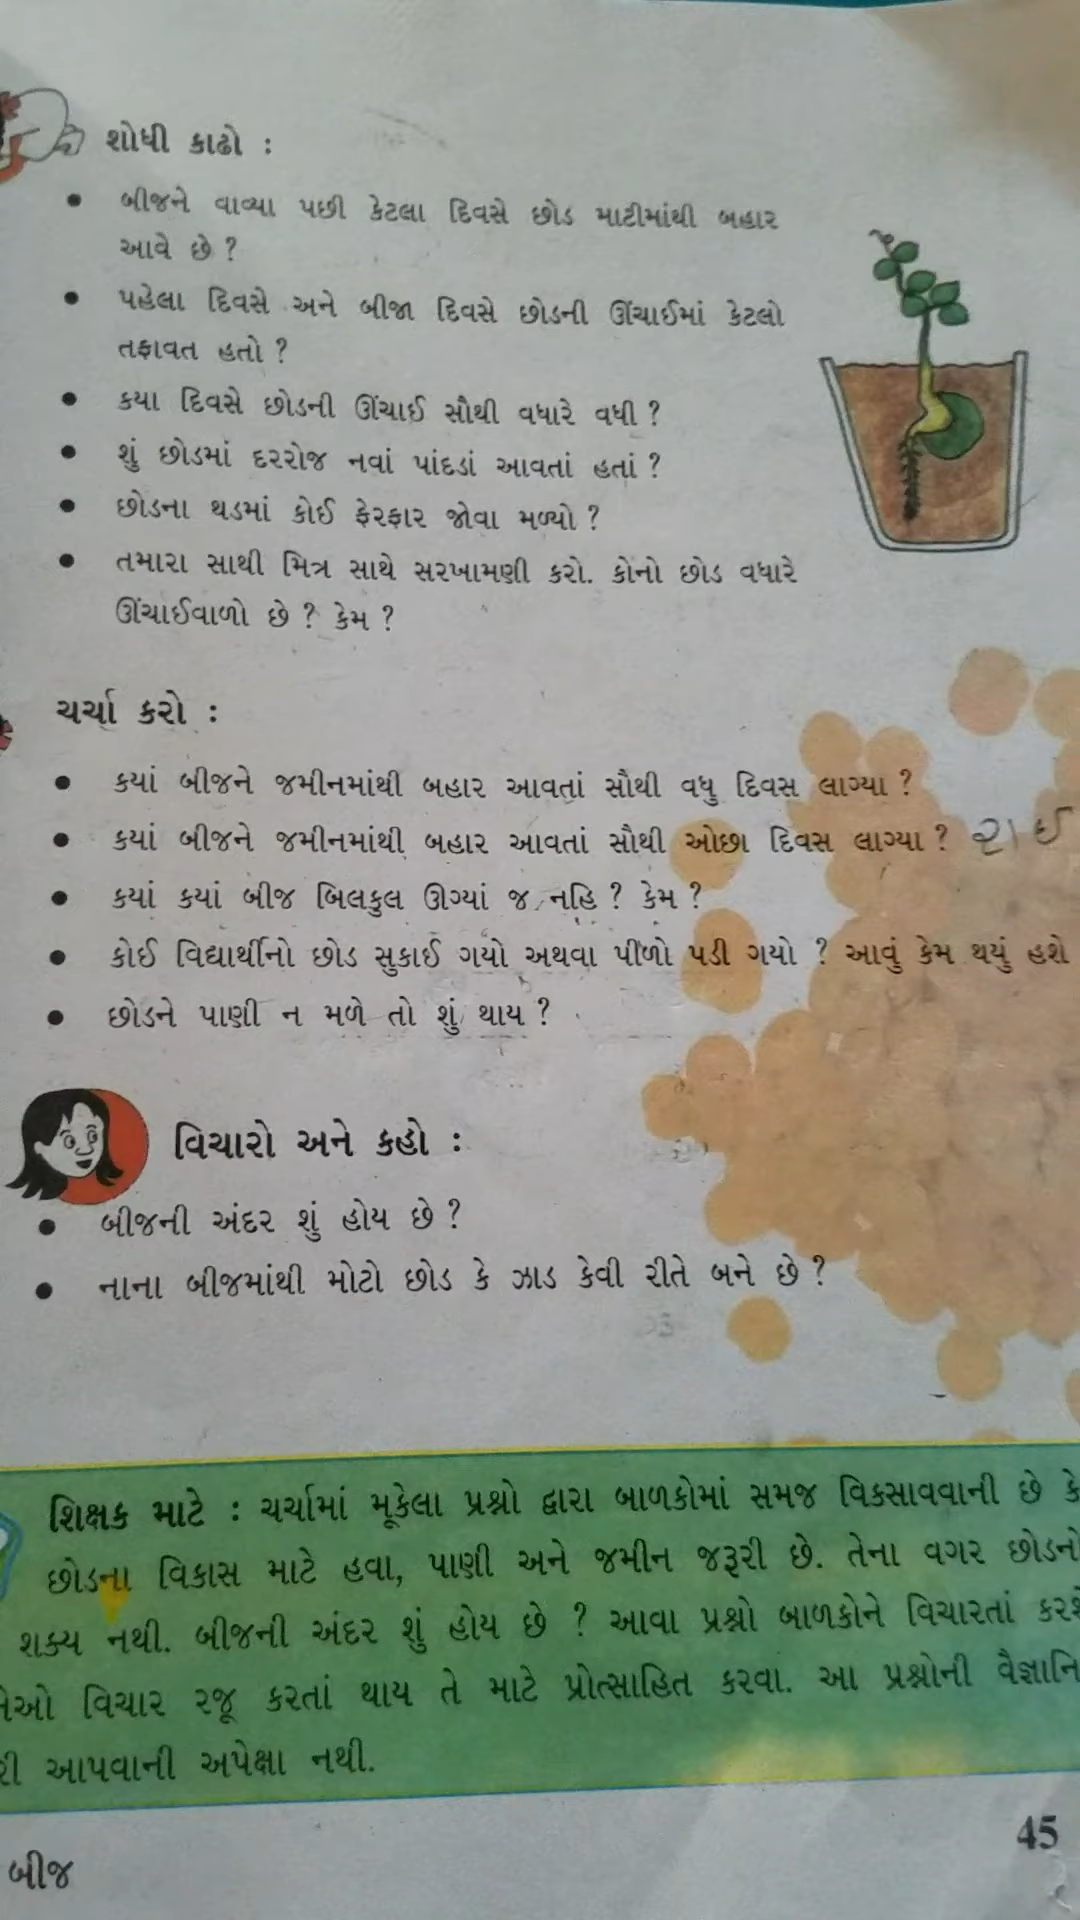 શોધી કાઢો :
• બીજને વાવ્યા પછી કેટલા દિવસે છોડ માટીમાંથી બહાર
આવે છે ?
• પહેલા દિવસે અને બીજા દિવસે છોડની ઊંચાઈમાં કેટલો
તફાવત હતો ?
• કયા દિવસે છોડની ઊંચાઈ સૌથી વધારે વધી ?
• શું છોડમાં દરરોજ નવાં પાંદડાં આવતાં હતાં ?
• છોડના થડમાં કોઈ ફેરફાર જોવા મળ્યો ?
• તમારા સાથી મિત્ર સાથે સરખામણી કરો. કોનો છોડ વધારે
ઊંચાઈવાળો છે ? કેમ ?
ચર્ચા કરો :
• કયાં બીજને જમીનમાંથી બહાર આવતાં સૌથી વધુ દિવસ લાગ્યા ?
• કયાં બીજને જમીનમાંથી બહાર આવતાં સૌથી ઓછા દિવસ લાગ્યા ? રાઈ
• કયાં કયાં બીજ બિલકુલ ઊગ્યાં જ નહિ ? કેમ ?
• કોઈ વિદ્યાર્થીનો છોડ સુકાઈ ગયો અથવા પીળો પડી ગયો ? આવું કેમ થયું હશે
• છોડને પાણી ન મળે તો શું થાય ?
વિચારો અને કહો :
• બીજની અંદર શું હોય છે ?
• નાના બીજમાંથી મોટો છોડ કે ઝાડ કેવી રીતે બને છે ?
શિક્ષક માટે : ચર્ચામાં મૂકેલા પ્રશ્નો દ્વારા બાળકોમાં સમજ વિકસાવવાની છે કે
છોડના વિકાસ માટે હવા, પાણી અને જમીન જરૂરી છે. તેના વગર છોડનો
શક્ય નથી. બીજની અંદર શું હોય છે ? આવા પ્રશ્નો બાળકોને વિચારતાં કરશે
વિચાર રજૂ કરતાં થાય તે માટે પ્રોત્સાહિત કરવા. આ પ્રશ્નોની
આપવાની અપેક્ષા નથી.
45
બીજ